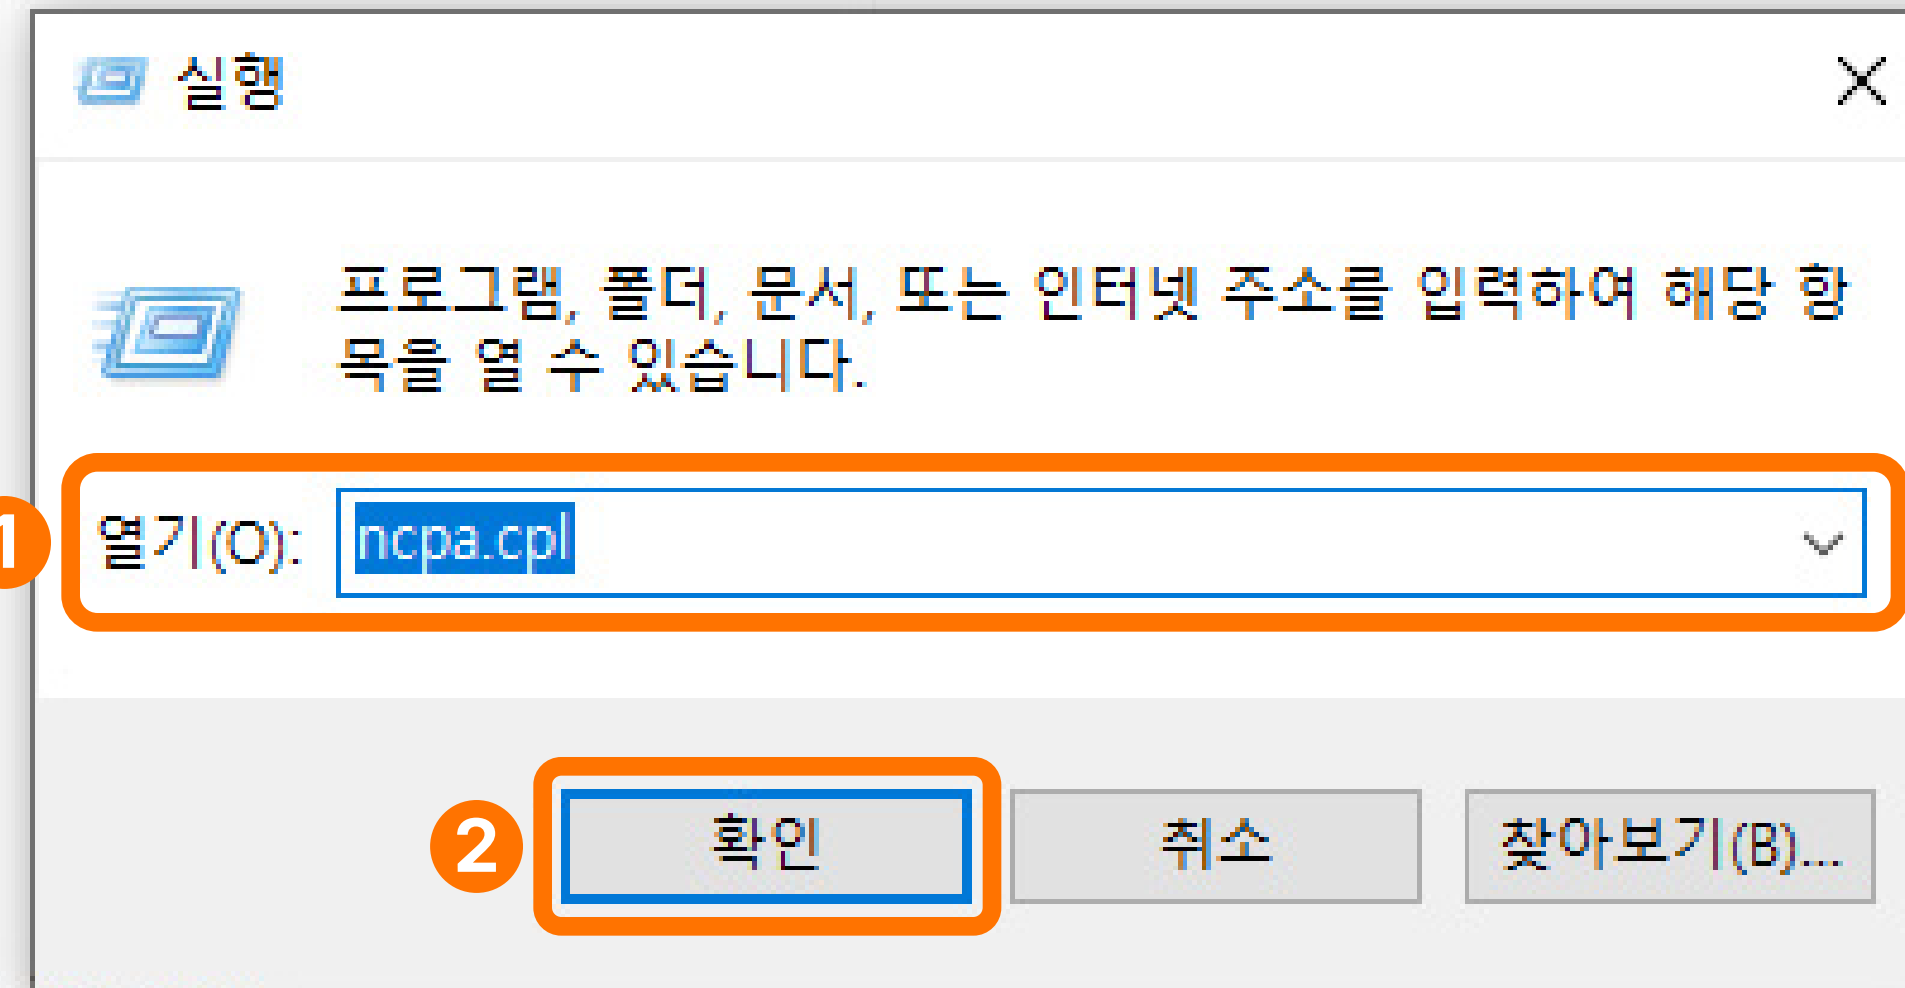 실행
프로그램, 폴더, 문서, 또는 인터넷 주소를 입력하여 해당 항
목을 열 수 있습니다.
1
열기(O): ncpa.cpl
2 확인 취소 찾아보기(B)...